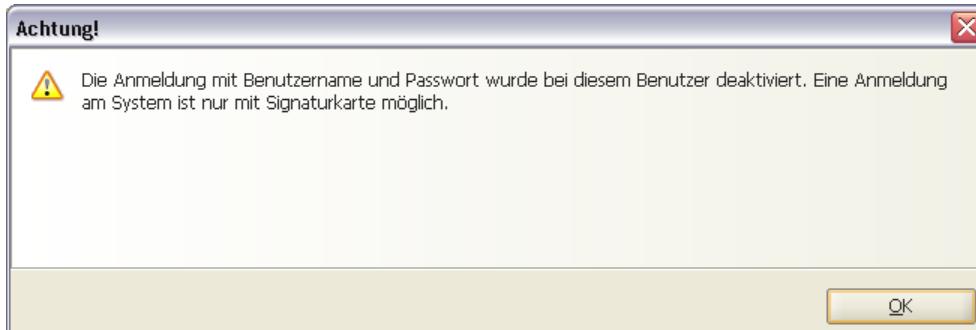 Achtung!
Die Anmeldung mit Benutzername und Passwort wurde bei diesem Benutzer deaktiviert. Eine Anmeldung
am System ist nur mit Signaturkarte möglich.
OK